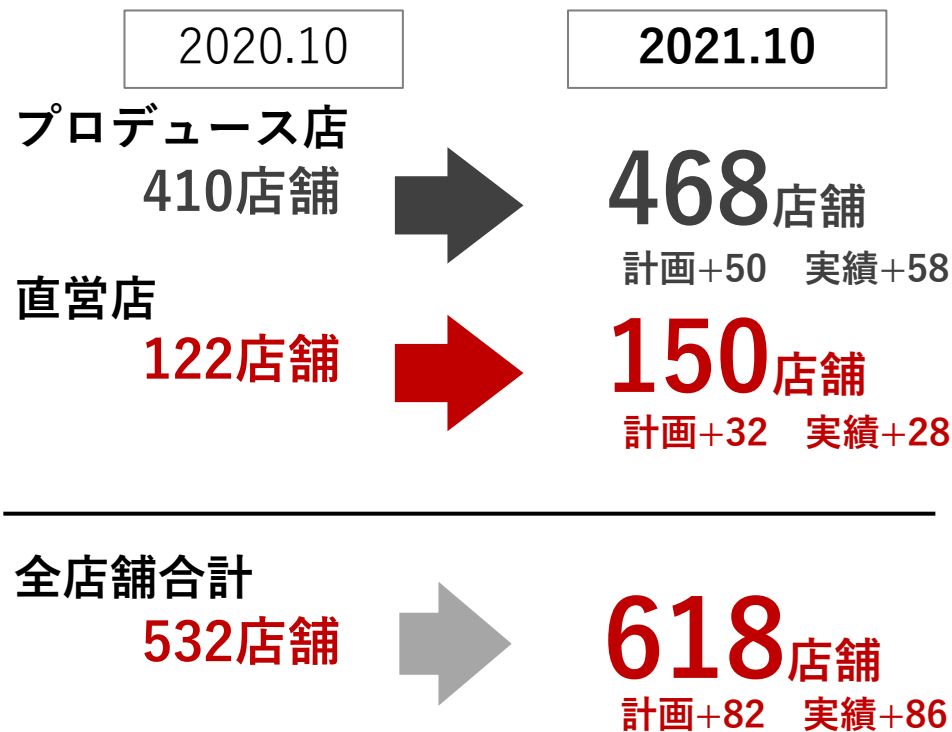 2020.10 2021.10
プロデュース店
410店舗 468店舗
計画+50 実績+58
直営店
122店舗 150店舗
計画+32 実績+28
全店舗合計
532店舗 618店舗
計画+82 実績+86